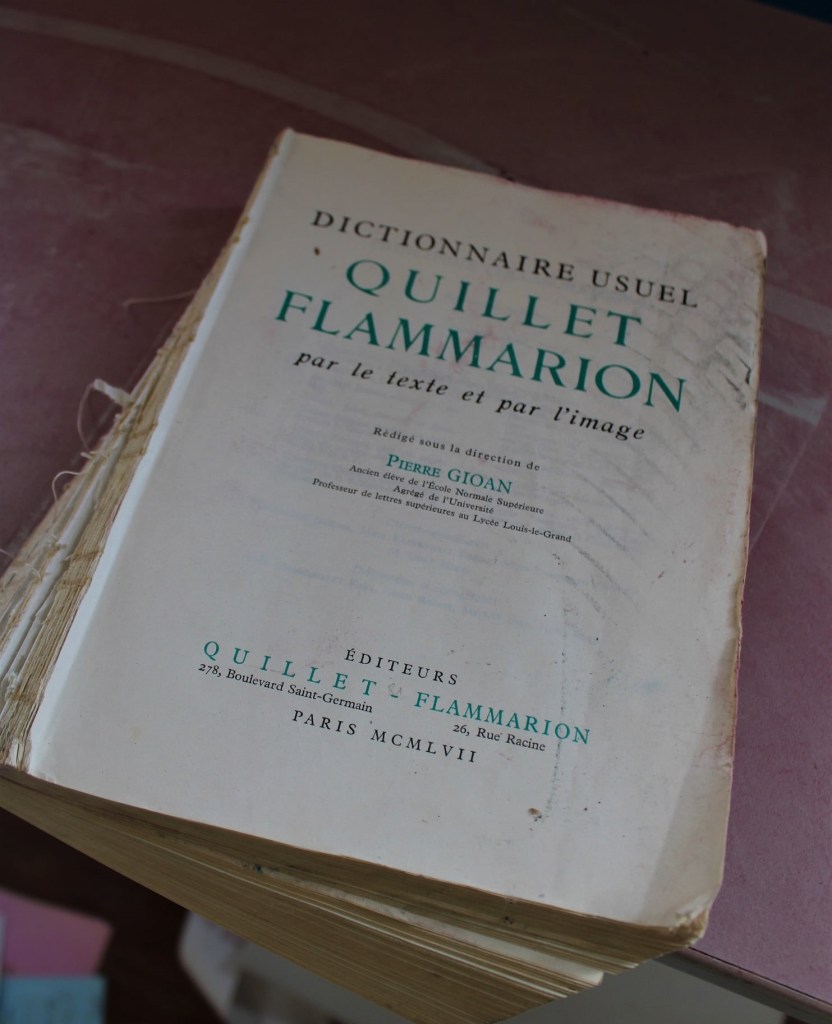 DICTIONNAIRE USUEL
QUILLET
FLAMMARION
par le texte et par l'image
Rédigé sous la direction de
PIERRE GIOAN
Ancien élève de l'École Normale Supérieure
Agrégé de l'Université
Professeur de lettres supérieures au Lycée Louis-le-Grand
ÉDITEURS
QUILLET - FLAMMARION
278, Boulevard Saint-Germain 26, Rue Racine
PARIS MCMLVII